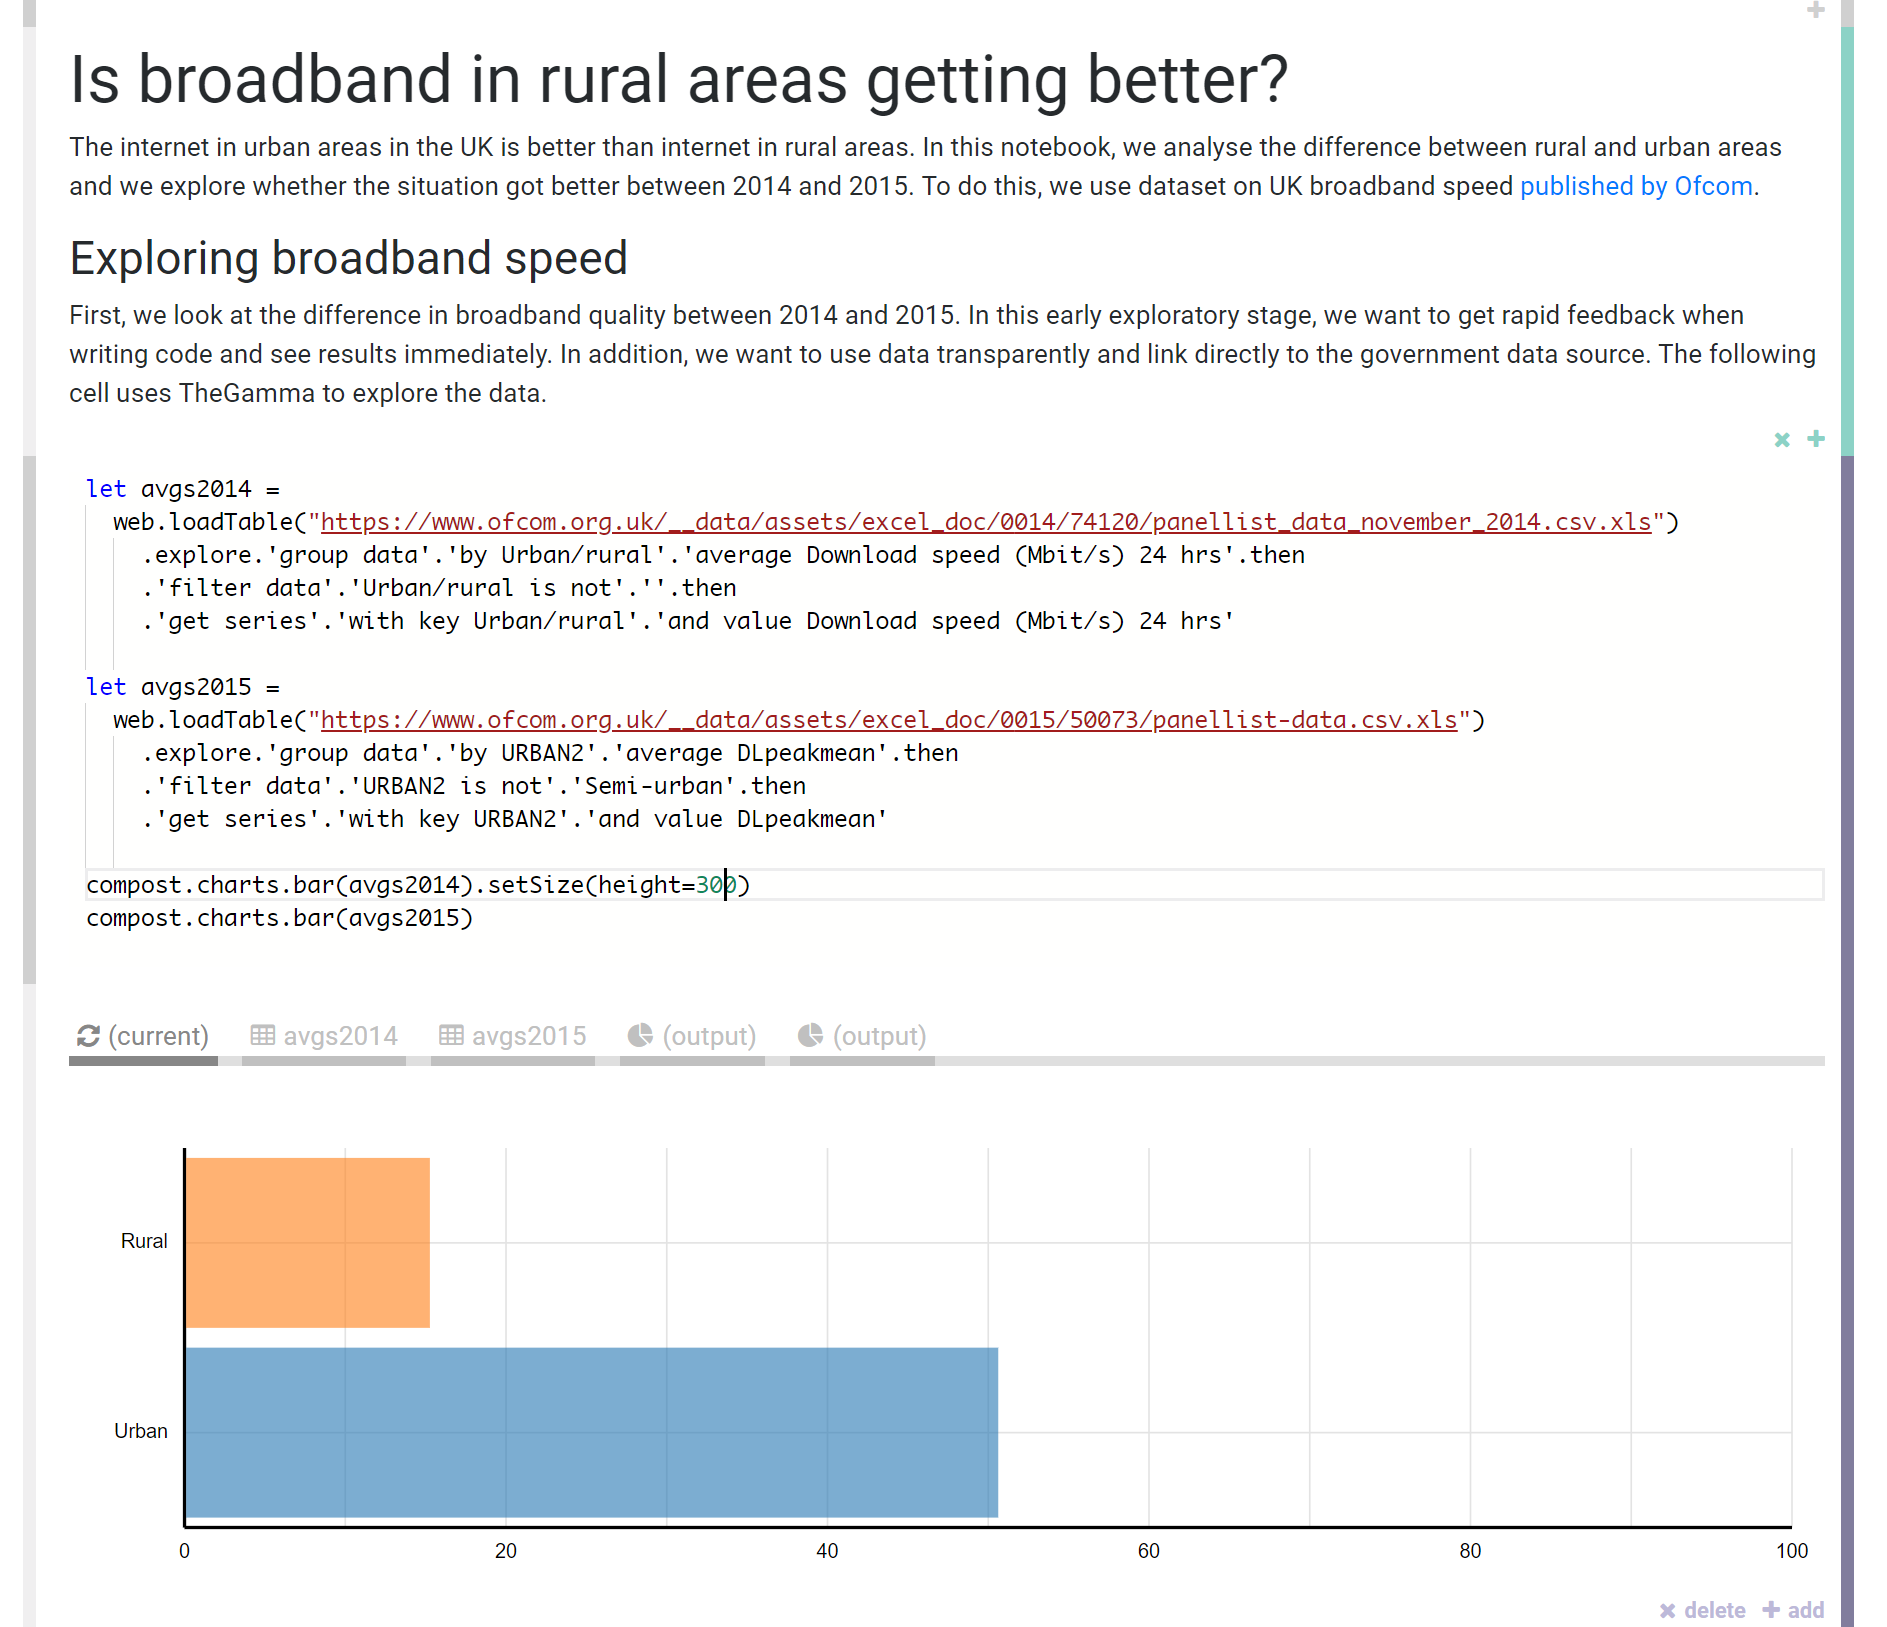 Is broadband in rural areas getting better?
The internet in urban areas in the UK is better than internet in rural areas. In this notebook, we analyse the difference between rural and urban areas
and we explore whether the situation got better between 2014 and 2015. To do this, we use dataset on UK broadband speed published by Ofcom.
Exploring broadband speed
First, we look at the difference in broadband quality between 2014 and 2015. In this early exploratory stage, we want to get rapid feedback when
writing code and see results immediately. In addition, we want to use data transparently and link directly to the government data source. The following
cell uses TheGamma to explore the data.
let avgs2014 =
  web.loadTable("https://www.ofcom.org.uk/__data/assets/excel_doc/0014/74120/panellist_data_november_2014.csv.xls")
    .explore.'group data'.'by Urban/rural'.'average Download speed (Mbit/s) 24 hrs'.then
    .'filter data'.'Urban/rural is not'.''.then
    .'get series'.'with key Urban/rural'.'and value Download speed (Mbit/s) 24 hrs'
let avgs2015 =
  web.loadTable("https://www.ofcom.org.uk/__data/assets/excel_doc/0015/50073/panellist-data.csv.xls")
    .explore.'group data'.'by URBAN2'.'average DLpeakmean'.then
    .'filter data'.'URBAN2 is not'.'Semi-urban'.then
    .'get series'.'with key URBAN2'.'and value DLpeakmean'
compost.charts.bar(avgs2014).setSize(height=300)
compost.charts.bar(avgs2015)
(current) avgs2014 avgs2015 (output) (output)
Rural
Urban
0 20 40 60 80 100
delete add